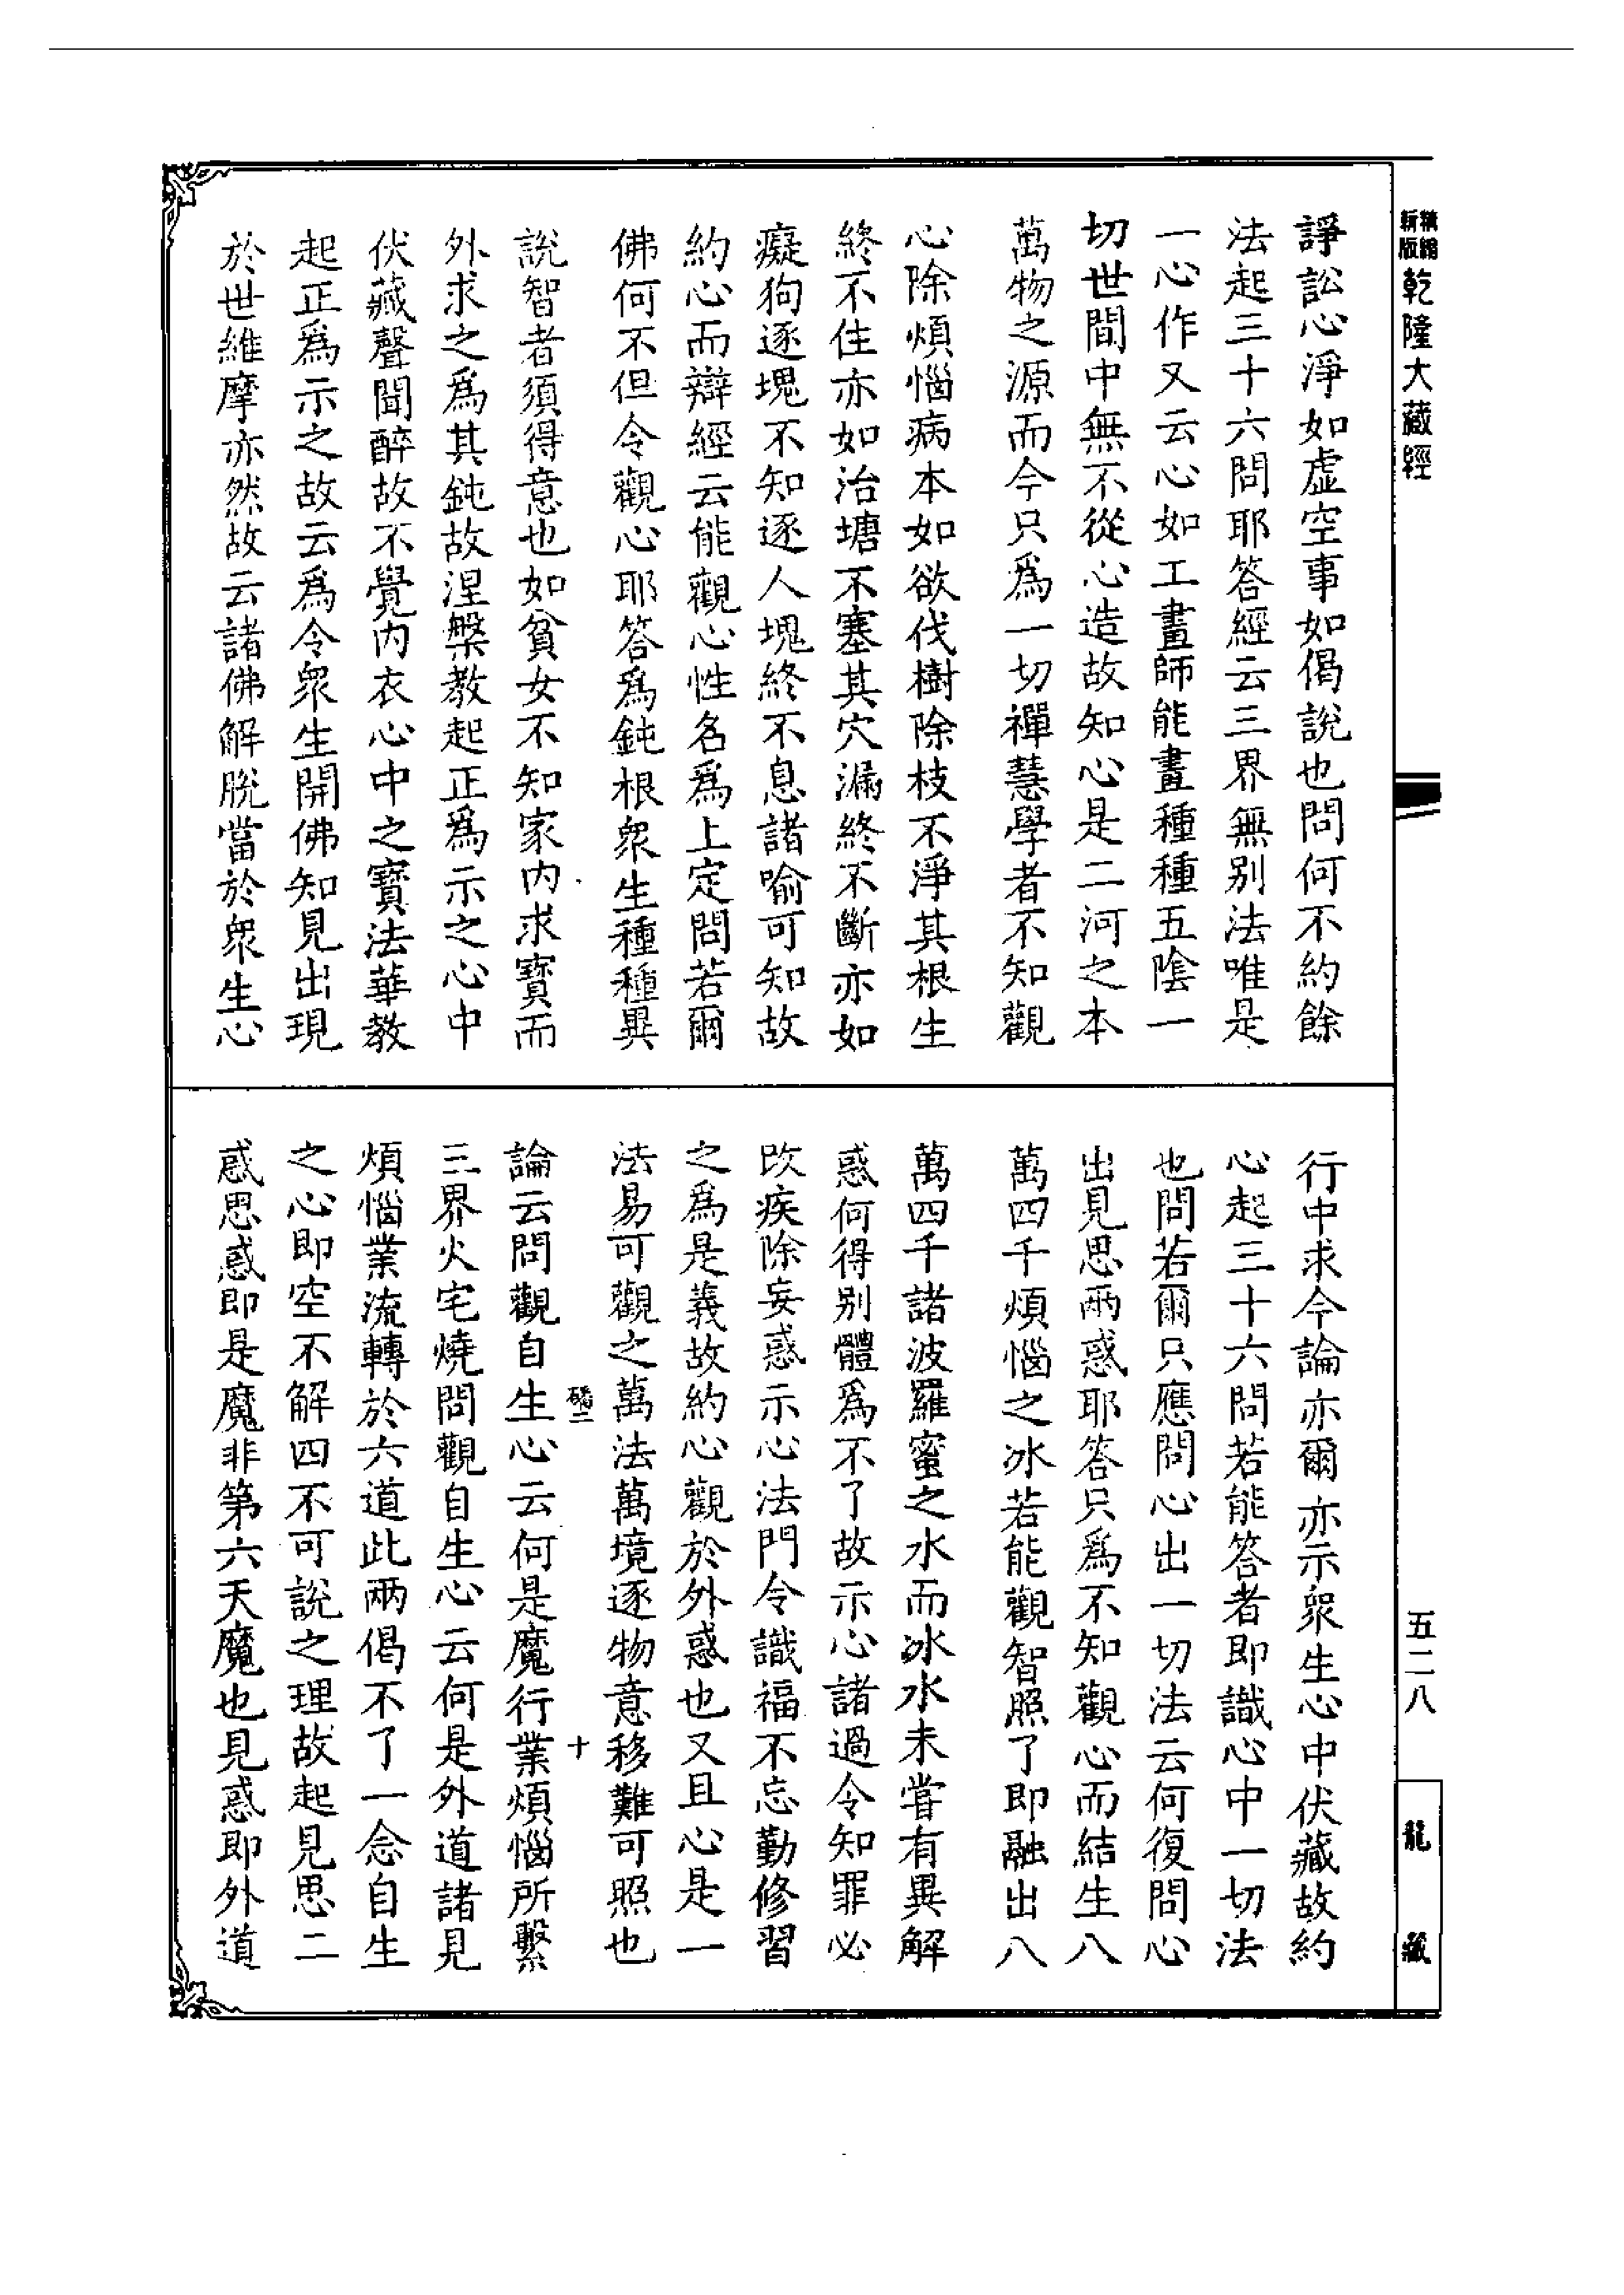 精縮新版乾隆大藏經
諍訟心淨如虛空事如偈說也問何不約餘
法起三十六問耶答經云三界無別法唯是
一心作又云心如工畫師能畫種種五陰一
切世間中無不從心造故知心是二河之本
萬物之源而今只爲一切禪慧學者不知觀
心除煩惱病本如欲伐樹除枝不淨其根生
終不住亦如治塘不塞其穴漏終不斷亦如
癡狗逐塊不知逐人塊終不息諸喻可知故
約心而辯經云能觀心性名爲上定問若爾
佛何不但令觀心耶答爲鈍根衆生種種異
說智者須得意也如貧女不知家內求寶而
外求之爲其鈍故涅槃教起正爲示之心中
伏藏聲聞醉故不覺內衣心中之寶法華教
起正爲示之故云爲令衆生開佛知見出現
於世維摩亦然故云諸佛解脫當於衆生心
行中求今論亦爾亦示衆生心中伏藏故約
心起三十六問若能答者即識心中一切法
也問若爾只應問心出一切法云何復問心
出見思兩惑耶答只爲不知觀心而結生八
萬四千煩惱之冰若能觀智照了即融出八
萬四千諸波羅蜜之水而冰水未嘗有異解
惑何得別體爲不了故示心諸過令知罪必
改疾除妄惑示心法門令識福不忘勤修習
之爲是義故約心觀於外惑也又且心是一
法易可觀之萬法萬境逐物意移難可照也
磻二 十
論云問觀自生心云何是魔行業煩惱所繫
三界火宅燒問觀自生心云何是外道諸見
煩惱業流轉於六道此兩偈不了一念自生
之心即空不解四不可說之理故起見思二
惑思惑即是魔非第六天魔也見惑即外道
五二八
龍藏